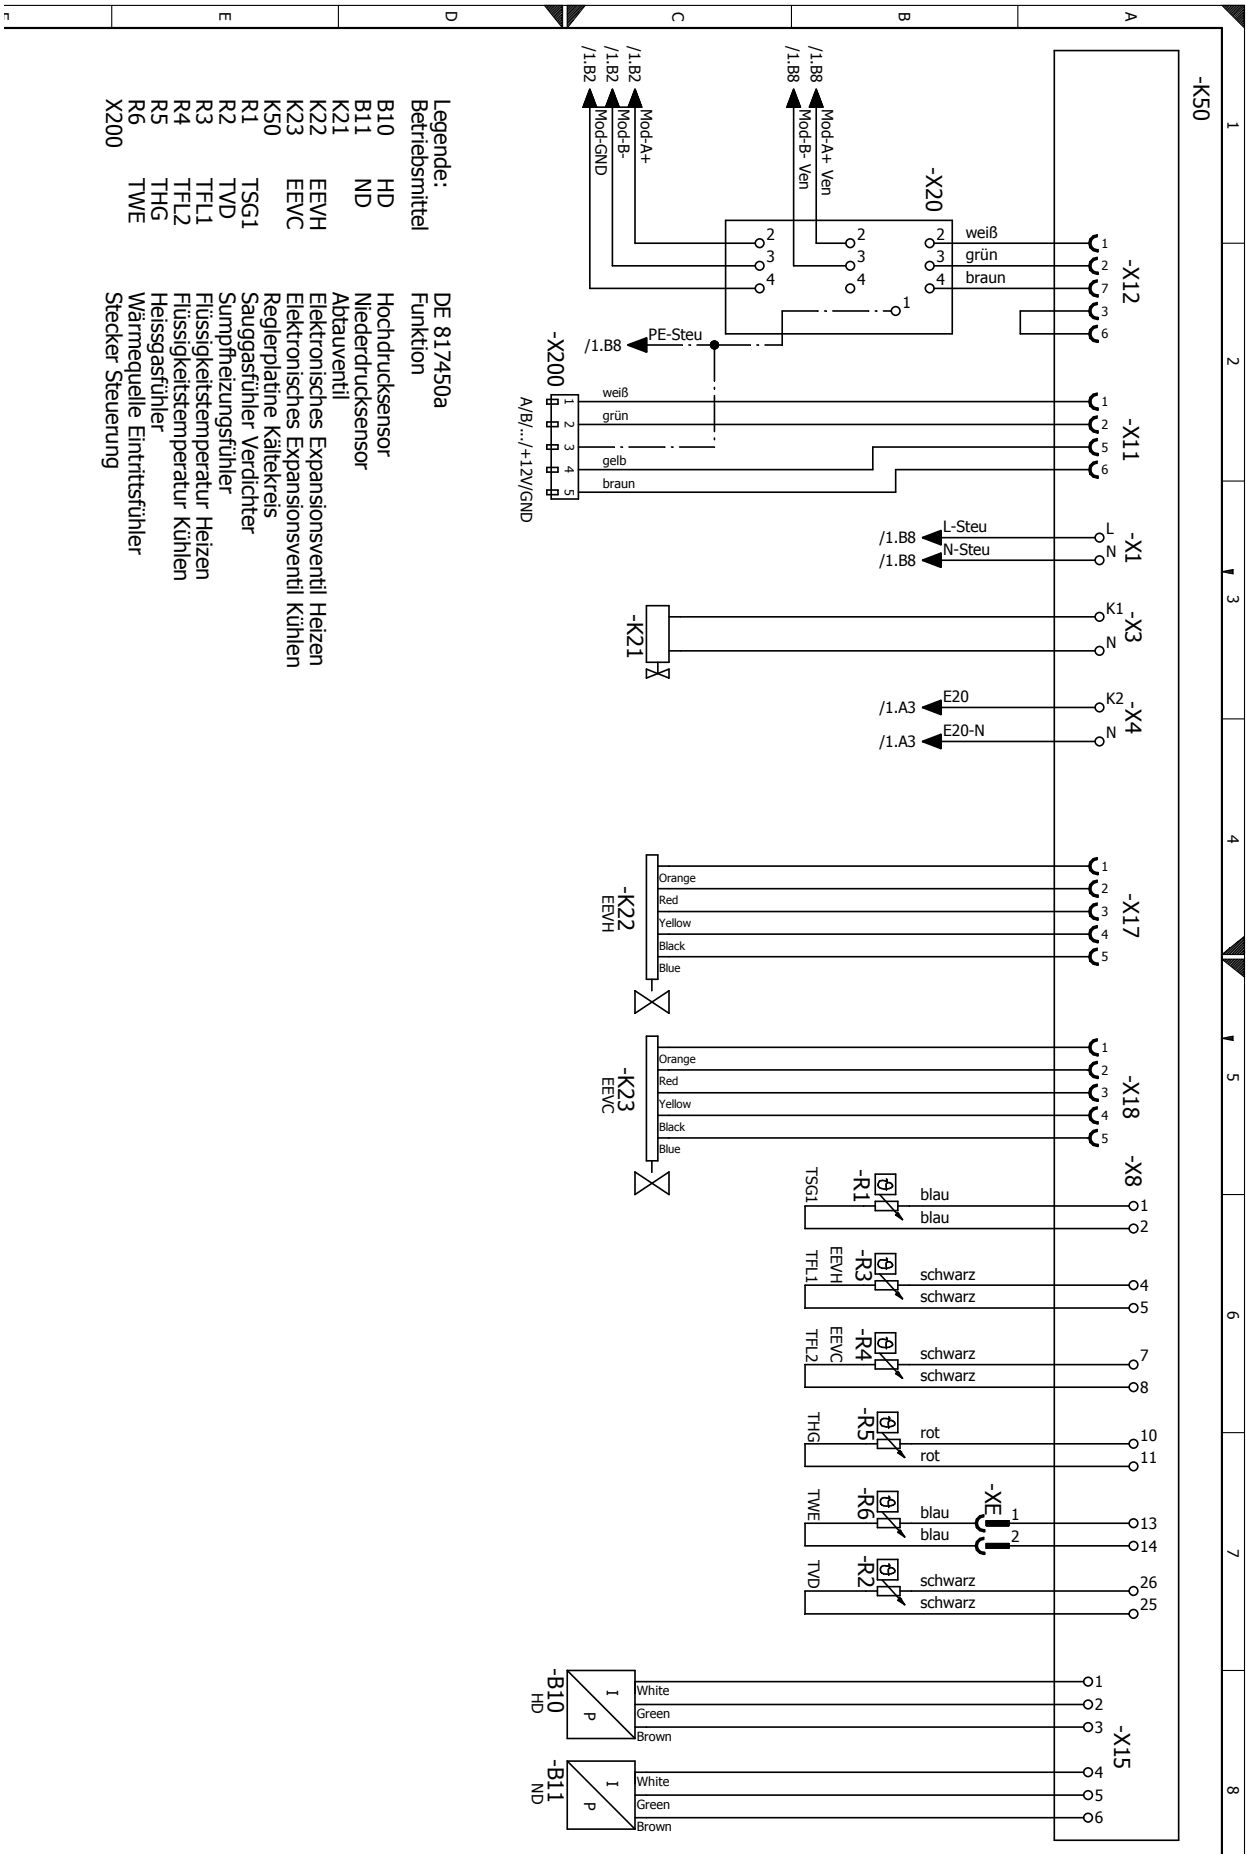 1
2
3
4
5
6
7
8
A
B
C
D
E
F
-K50
-X12
1
2
7
3
6
weiß
grün
braun
-X20
2
3
4
2
3
4
2
3
4
1
Mod-A+ Ven
/1.B8
Mod-B- Ven
/1.B8
Mod-A+
/1.B2
Mod-B-
/1.B2
Mod-GND
/1.B2
PE-Steu
/1.B8
-X11
1
2
5
6
weiß
grün
gelb
braun
-X200
1
2
3
4
5
A/B/.../+12V/GND
-X1
L
N
L-Steu
/1.B8
N-Steu
/1.B8
-X3
K1
N
-K21
-X4
K2
N
E20
/1.A3
E20-N
/1.A3
-X17
1
2
3
4
5
Orange
Red
Yellow
Black
Blue
-K22
EEVH
-X18
1
2
3
4
5
Orange
Red
Yellow
Black
Blue
-K23
EEVC
-X8
1
2
blau
blau
-R1
TSG1
4
5
schwarz
schwarz
-R3
EEVH
TFL1
7
8
schwarz
schwarz
-R4
EEVC
TFL2
10
11
rot
rot
-R5
THG
13
14
-XE
1
2
blau
blau
-R6
TWE
26
25
schwarz
schwarz
-R2
TVD
-X15
1
2
3
White
Green
Brown
I
P
-B10
HD
4
5
6
White
Green
Brown
I
P
-B11
ND
Legende: DE 817450a
Betriebsmittel Funktion
B10 HD Hochdrucksensor
B11 ND Niederdrucksensor
K21 Abtauventil
K22 EEVH Elektronisches Expansionsventil Heizen
K23 EEVC Elektronisches Expansionsventil Kühlen
K50 Reglerplatine Kältekreis
R1 TSG1 Sauggasfühler Verdichter
R2 TVD Sumpfheizungsfühler
R3 TFL1 Flüssigkeitstemperatur Heizen
R4 TFL2 Flüssigkeitstemperatur Kühlen
R5 THG Heissgasfühler
R6 TWE Wärmequelle Eintrittsfühler
X200 Stecker Steuerung